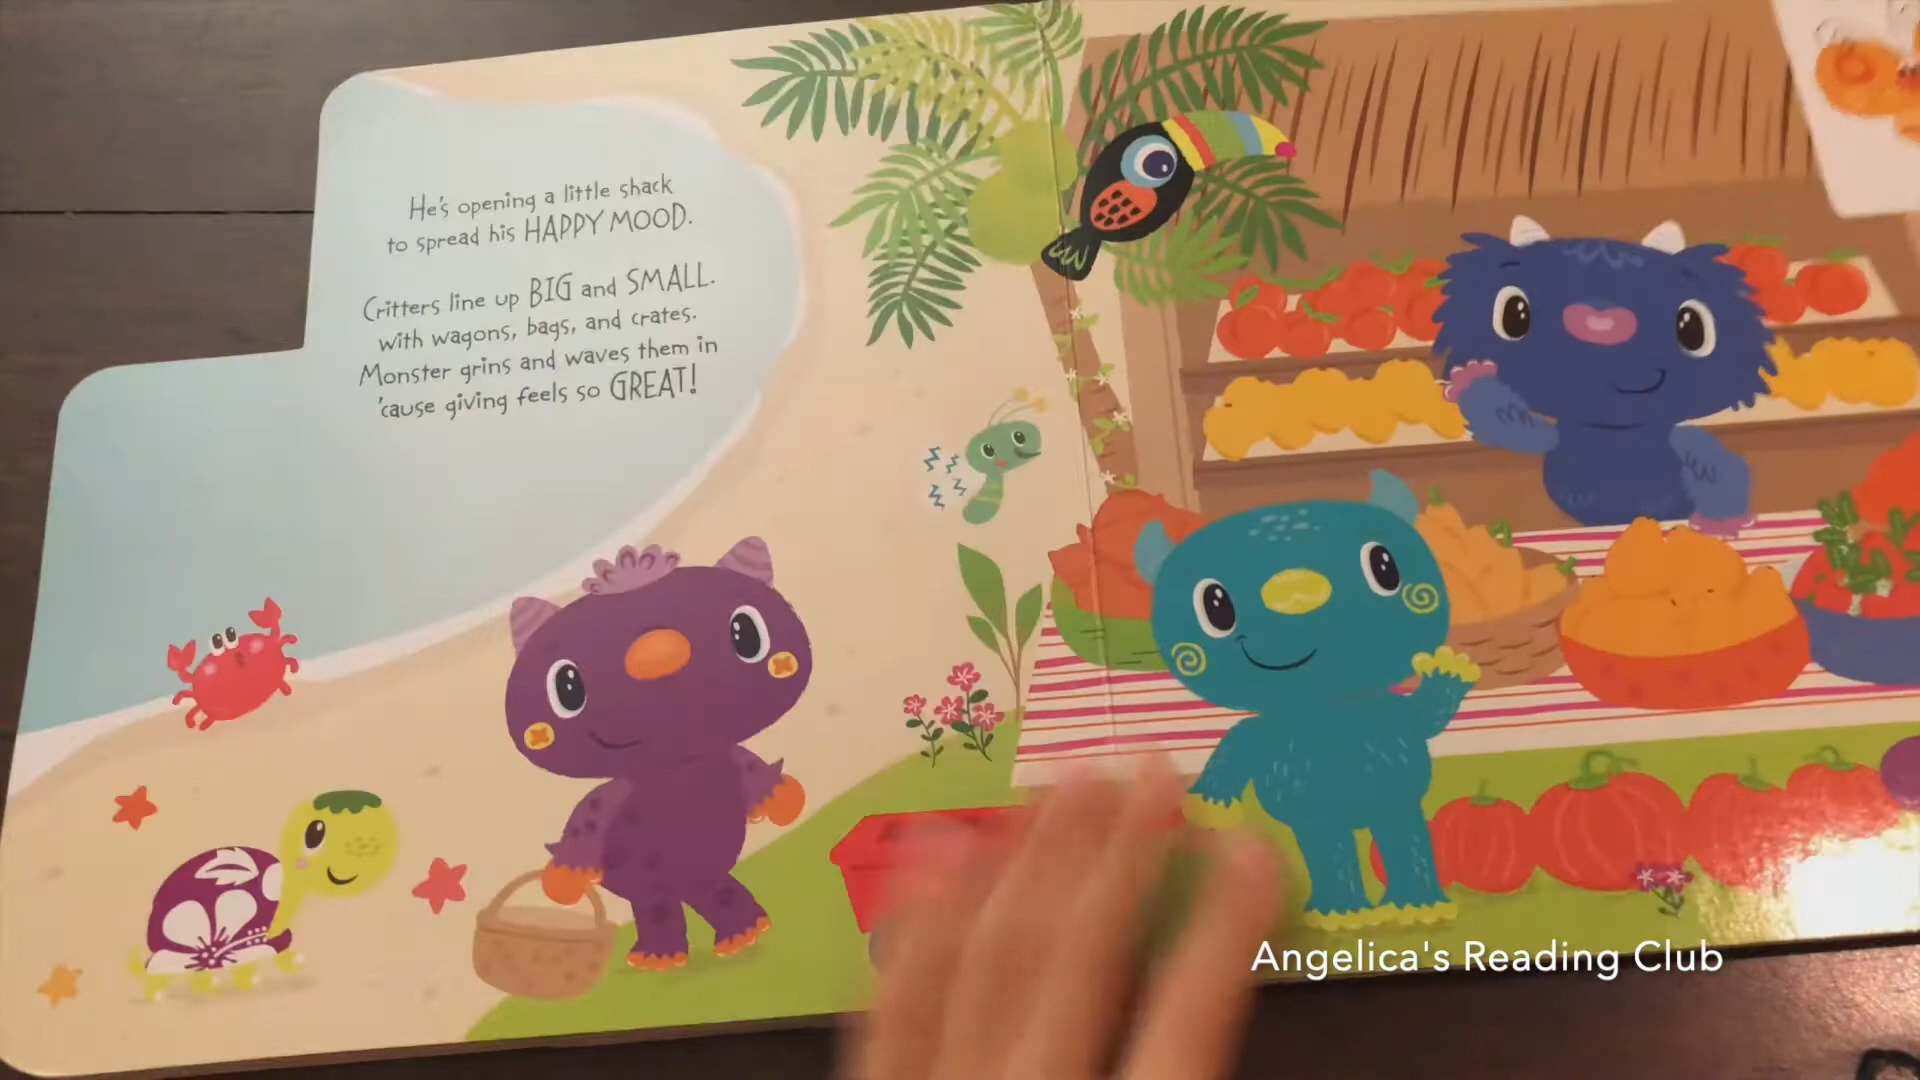 He's opening a little shack
to spread his HAPPY MOOD.
Critters line up BIG and SMALL.
with wagons, bags, and crates.
Monster grins and waves them in
'cause giving feels so GREAT!
Angelica's Reading Club